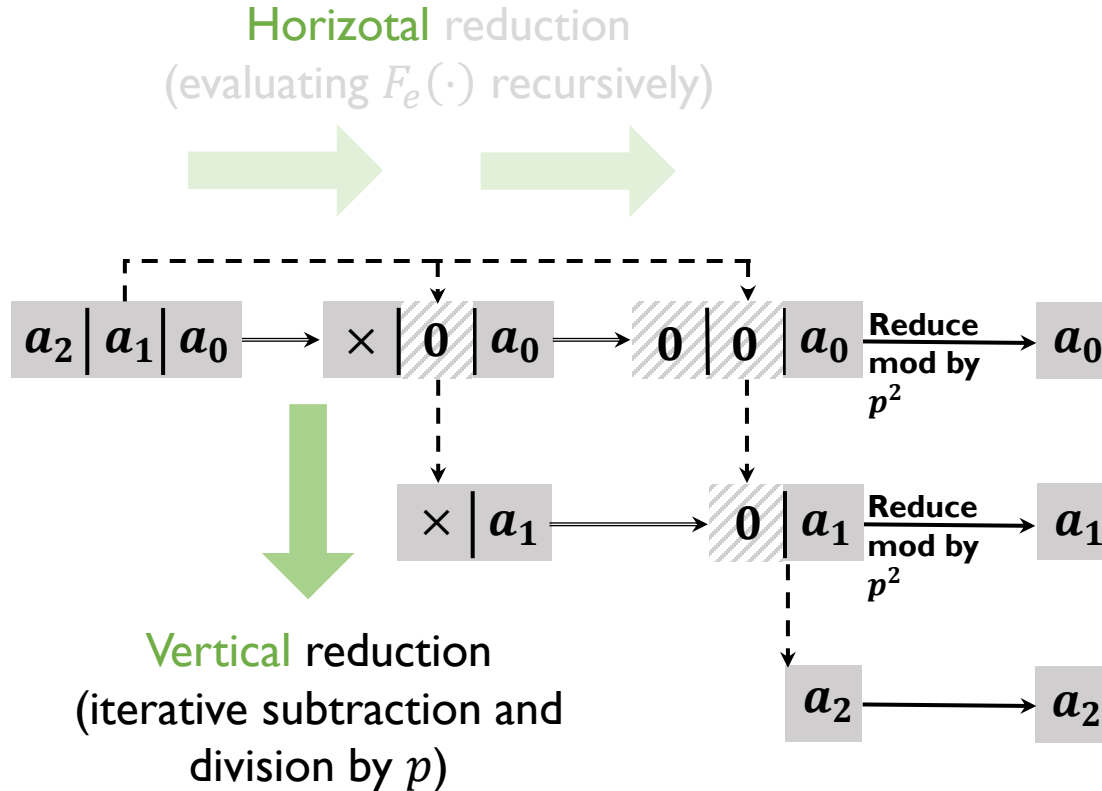 Horizotal reduction
(evaluating F_e(·) recursively)
a_2 | a_1 | a_0
× | 0 | a_0
0 | 0 | a_0
Reduce
mod by
p^2
a_0
× | a_1
0 | a_1
Reduce
mod by
p^2
a_1
Vertical reduction
(iterative subtraction and
division by p)
a_2
a_2